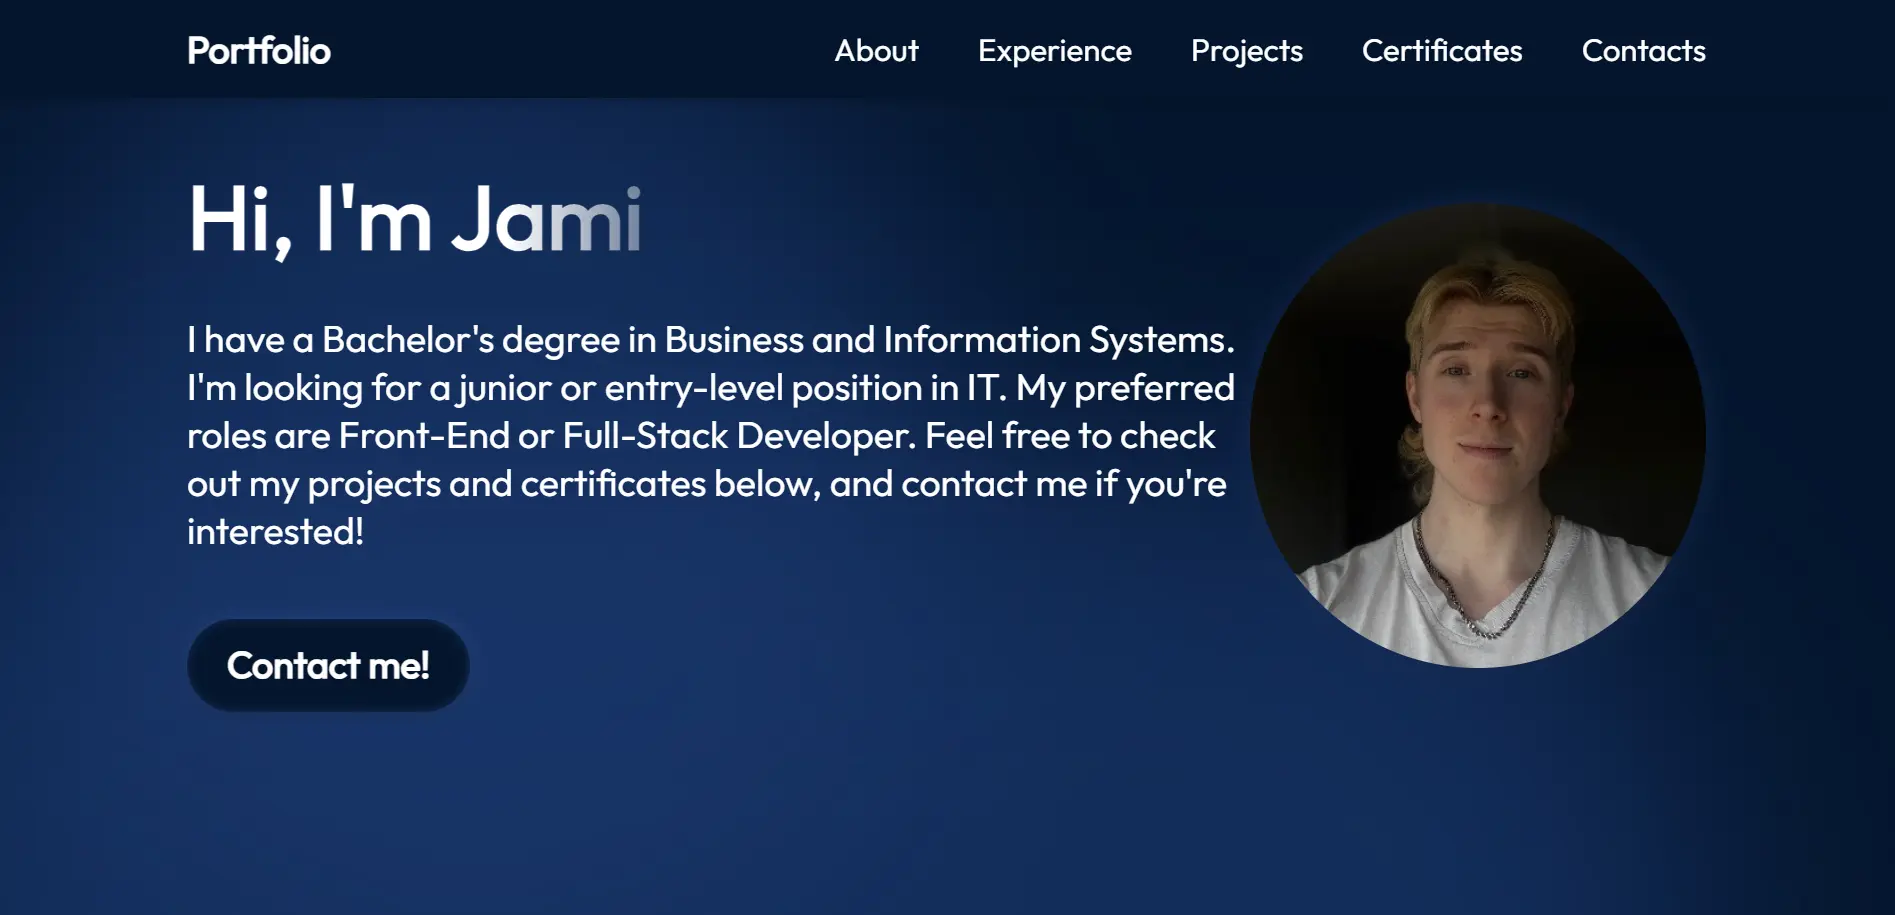 Portfolio
About Experience Projects Certificates Contacts
Hi, I'm Jami
I have a Bachelor's degree in Business and Information Systems.
I'm looking for a junior or entry-level position in IT. My preferred
roles are Front-End or Full-Stack Developer. Feel free to check
out my projects and certificates below, and contact me if you're
interested!
Contact me!